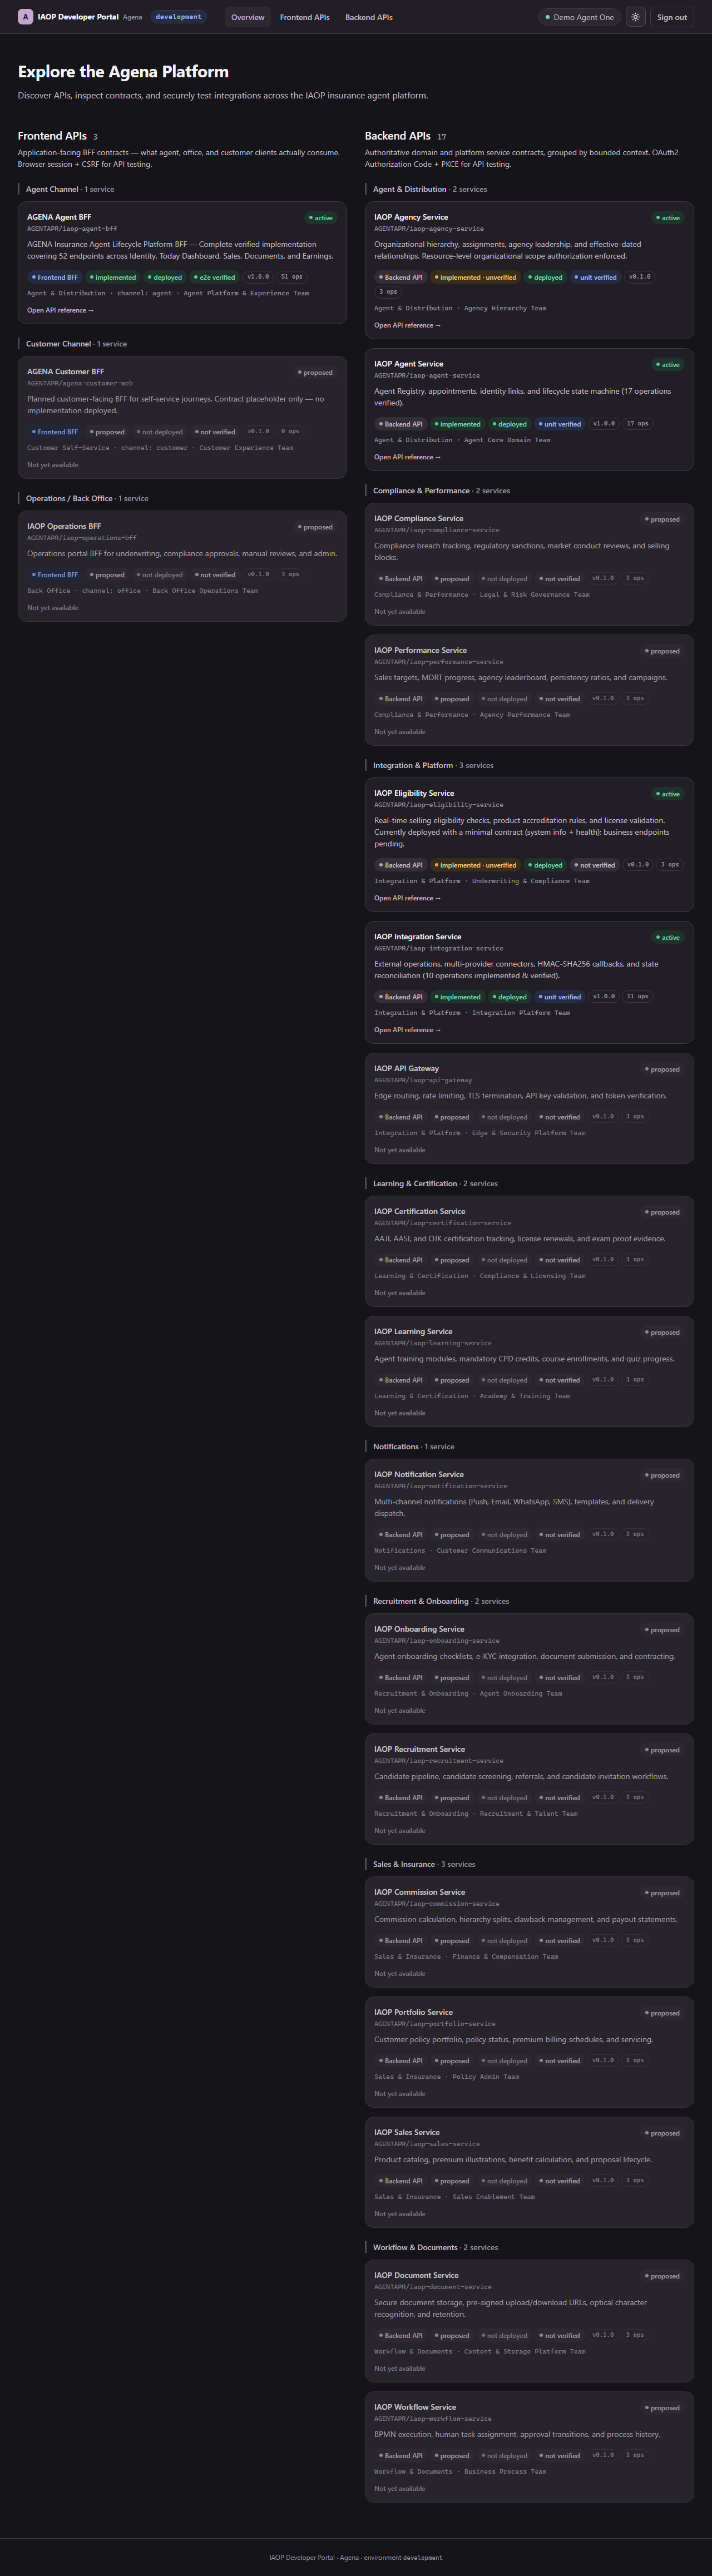 A IAOP Developer Portal Agena development Overview Frontend APIs Backend APIs Demo Agent One Sign out
Explore the Agena Platform
Discover APIs, inspect contracts, and securely test integrations across the IAOP insurance agent platform.
Frontend APIs 3
Application-facing BFF contracts — what agent, office, and customer clients actually consume.
Browser session + CSRF for API testing.
Agent Channel · 1 service
AGENA Agent BFF active
AGENTAPR/iaop-agent-bff
AGENA Insurance Agent Lifecycle Platform BFF — Complete verified implementation
covering 52 endpoints across Identity, Today Dashboard, Sales, Documents, and Earnings.
Frontend BFF implemented deployed e2e verified v1.0.0 51 ops
Agent & Distribution · channel: agent · Agent Platform & Experience Team
Open API reference →
Customer Channel · 1 service
AGENA Customer BFF proposed
AGENTAPR/agena-customer-web
Planned customer-facing BFF for self-service journeys. Contract placeholder only — no
implementation deployed.
Frontend BFF proposed not deployed not verified v0.1.0 0 ops
Customer Self-Service · channel: customer · Customer Experience Team
Not yet available
Operations / Back Office · 1 service
IAOP Operations BFF proposed
AGENTAPR/iaop-operations-bff
Operations portal BFF for underwriting, compliance approvals, manual reviews, and admin.
Frontend BFF proposed not deployed not verified v0.1.0 3 ops
Back Office · channel: office · Back Office Operations Team
Not yet available
Backend APIs 17
Authoritative domain and platform service contracts, grouped by bounded context. OAuth2
Authorization Code + PKCE for API testing.
Agent & Distribution · 2 services
IAOP Agency Service active
AGENTAPR/iaop-agency-service
Organizational hierarchy, assignments, agency leadership, and effective-dated
relationships. Resource-level organizational scope authorization enforced.
Backend API implemented · unverified deployed unit verified v0.1.0
3 ops
Agent & Distribution · Agency Hierarchy Team
Open API reference →
IAOP Agent Service active
AGENTAPR/iaop-agent-service
Agent Registry, appointments, identity links, and lifecycle state machine (17 operations
verified).
Backend API implemented deployed unit verified v1.0.0 17 ops
Agent & Distribution · Agent Core Domain Team
Open API reference →
Compliance & Performance · 2 services
IAOP Compliance Service proposed
AGENTAPR/iaop-compliance-service
Compliance breach tracking, regulatory sanctions, market conduct reviews, and selling
blocks.
Backend API proposed not deployed not verified v0.1.0 3 ops
Compliance & Performance · Legal & Risk Governance Team
Not yet available
IAOP Performance Service proposed
AGENTAPR/iaop-performance-service
Sales targets, MDRT progress, agency leaderboard, persistency ratios, and campaigns.
Backend API proposed not deployed not verified v0.1.0 3 ops
Compliance & Performance · Agency Performance Team
Not yet available
Integration & Platform · 3 services
IAOP Eligibility Service active
AGENTAPR/iaop-eligibility-service
Real-time selling eligibility checks, product accreditation rules, and license validation.
Currently deployed with a minimal contract (system info + health); business endpoints
pending.
Backend API implemented · unverified deployed not verified v0.1.0 3 ops
Integration & Platform · Underwriting & Compliance Team
Open API reference →
IAOP Integration Service active
AGENTAPR/iaop-integration-service
External operations, multi-provider connectors, HMAC-SHA256 callbacks, and state
reconciliation (10 operations implemented & verified).
Backend API implemented deployed unit verified v1.0.0 11 ops
Integration & Platform · Integration Platform Team
Open API reference →
IAOP API Gateway proposed
AGENTAPR/iaop-api-gateway
Edge routing, rate limiting, TLS termination, API key validation, and token verification.
Backend API proposed not deployed not verified v0.1.0 3 ops
Integration & Platform · Edge & Security Platform Team
Not yet available
Learning & Certification · 2 services
IAOP Certification Service proposed
AGENTAPR/iaop-certification-service
AAJI, AASI, and OJK certification tracking, license renewals, and exam proof evidence.
Backend API proposed not deployed not verified v0.1.0 3 ops
Learning & Certification · Compliance & Licensing Team
Not yet available
IAOP Learning Service proposed
AGENTAPR/iaop-learning-service
Agent training modules, mandatory CPD credits, course enrollments, and quiz progress.
Backend API proposed not deployed not verified v0.1.0 3 ops
Learning & Certification · Academy & Training Team
Not yet available
Notifications · 1 service
IAOP Notification Service proposed
AGENTAPR/iaop-notification-service
Multi-channel notifications (Push, Email, WhatsApp, SMS), templates, and delivery
dispatch.
Backend API proposed not deployed not verified v0.1.0 3 ops
Notifications · Customer Communications Team
Not yet available
Recruitment & Onboarding · 2 services
IAOP Onboarding Service proposed
AGENTAPR/iaop-onboarding-service
Agent onboarding checklists, e-KYC integration, document submission, and contracting.
Backend API proposed not deployed not verified v0.1.0 3 ops
Recruitment & Onboarding · Agent Onboarding Team
Not yet available
IAOP Recruitment Service proposed
AGENTAPR/iaop-recruitment-service
Candidate pipeline, candidate screening, referrals, and candidate invitation workflows.
Backend API proposed not deployed not verified v0.1.0 3 ops
Recruitment & Onboarding · Recruitment & Talent Team
Not yet available
Sales & Insurance · 3 services
IAOP Commission Service proposed
AGENTAPR/iaop-commission-service
Commission calculation, hierarchy splits, clawback management, and payout statements.
Backend API proposed not deployed not verified v0.1.0 3 ops
Sales & Insurance · Finance & Compensation Team
Not yet available
IAOP Portfolio Service proposed
AGENTAPR/iaop-portfolio-service
Customer policy portfolio, policy status, premium billing schedules, and servicing.
Backend API proposed not deployed not verified v0.1.0 3 ops
Sales & Insurance · Policy Admin Team
Not yet available
IAOP Sales Service proposed
AGENTAPR/iaop-sales-service
Product catalog, premium illustrations, benefit calculation, and proposal lifecycle.
Backend API proposed not deployed not verified v0.1.0 3 ops
Sales & Insurance · Sales Enablement Team
Not yet available
Workflow & Documents · 2 services
IAOP Document Service proposed
AGENTAPR/iaop-document-service
Secure document storage, pre-signed upload/download URLs, optical character
recognition, and retention.
Backend API proposed not deployed not verified v0.1.0 3 ops
Workflow & Documents · Content & Storage Platform Team
Not yet available
IAOP Workflow Service proposed
AGENTAPR/iaop-workflow-service
BPMN execution, human task assignment, approval transitions, and process history.
Backend API proposed not deployed not verified v0.1.0 3 ops
Workflow & Documents · Business Process Team
Not yet available
IAOP Developer Portal · Agena · environment development